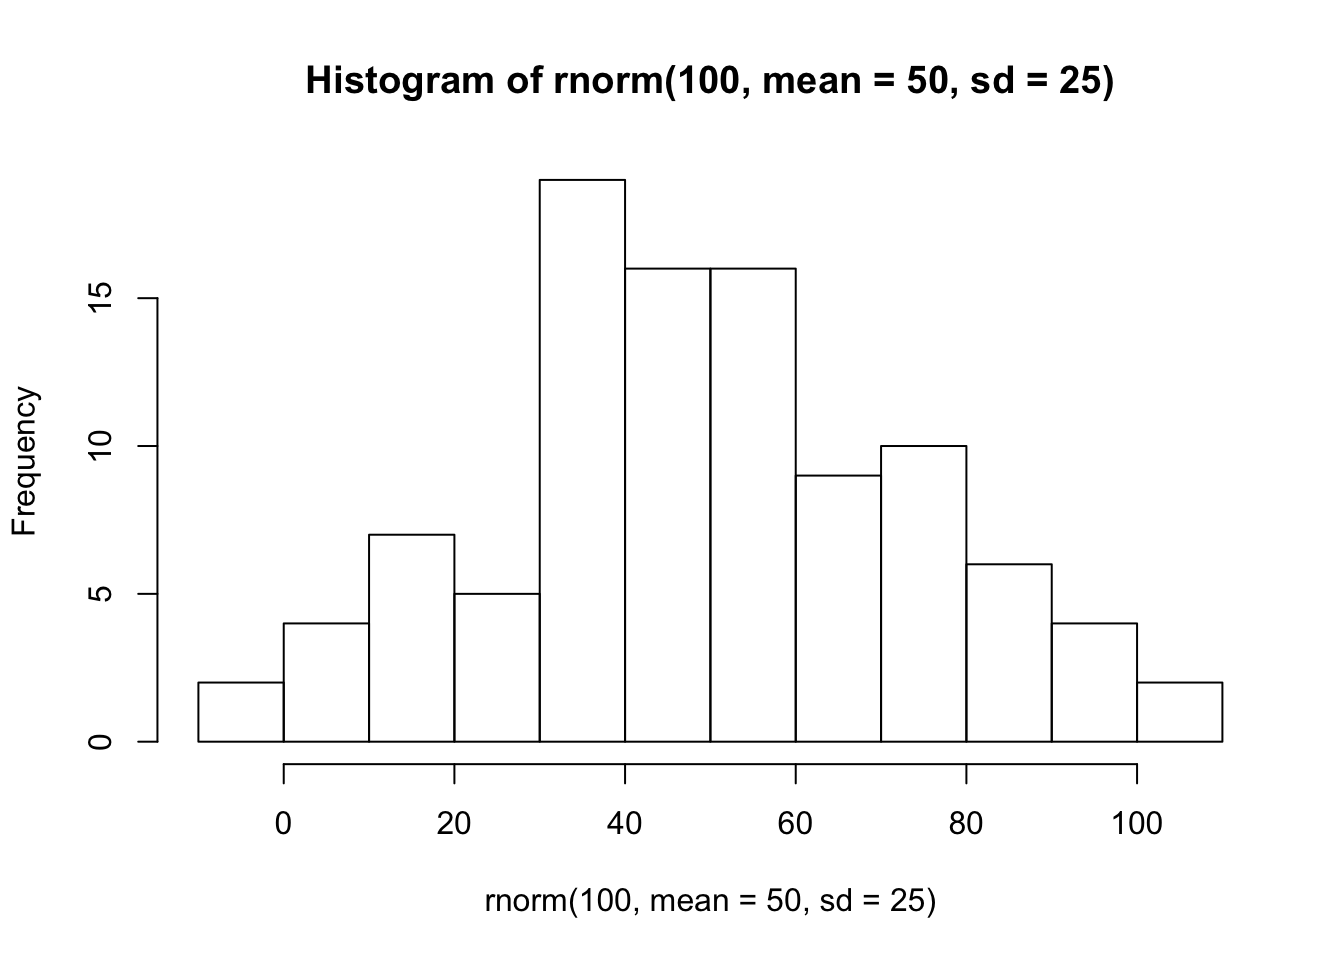 Histogram of rnorm(100, mean = 50, sd = 25)
Frequency
15
10
5
0
0 20 40 60 80 100
rnorm(100, mean = 50, sd = 25)